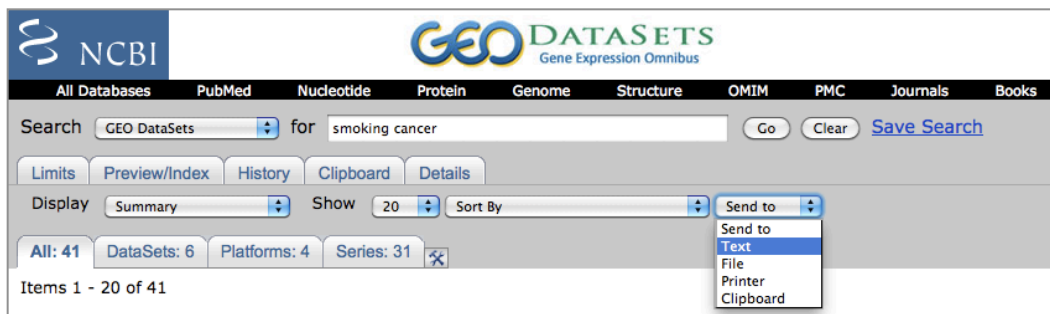 NCBI
GEO DATASETS
Gene Expression Omnibus
All Databases PubMed Nucleotide Protein Genome Structure OMIM PMC Journals Books
Search GEO DataSets for smoking cancer Go Clear Save Search
Limits Preview/Index History Clipboard Details
Display Summary Show 20 Sort By Send to
Send to
Text
File
Printer
Clipboard
All: 41 DataSets: 6 Platforms: 4 Series: 31
Items 1 - 20 of 41